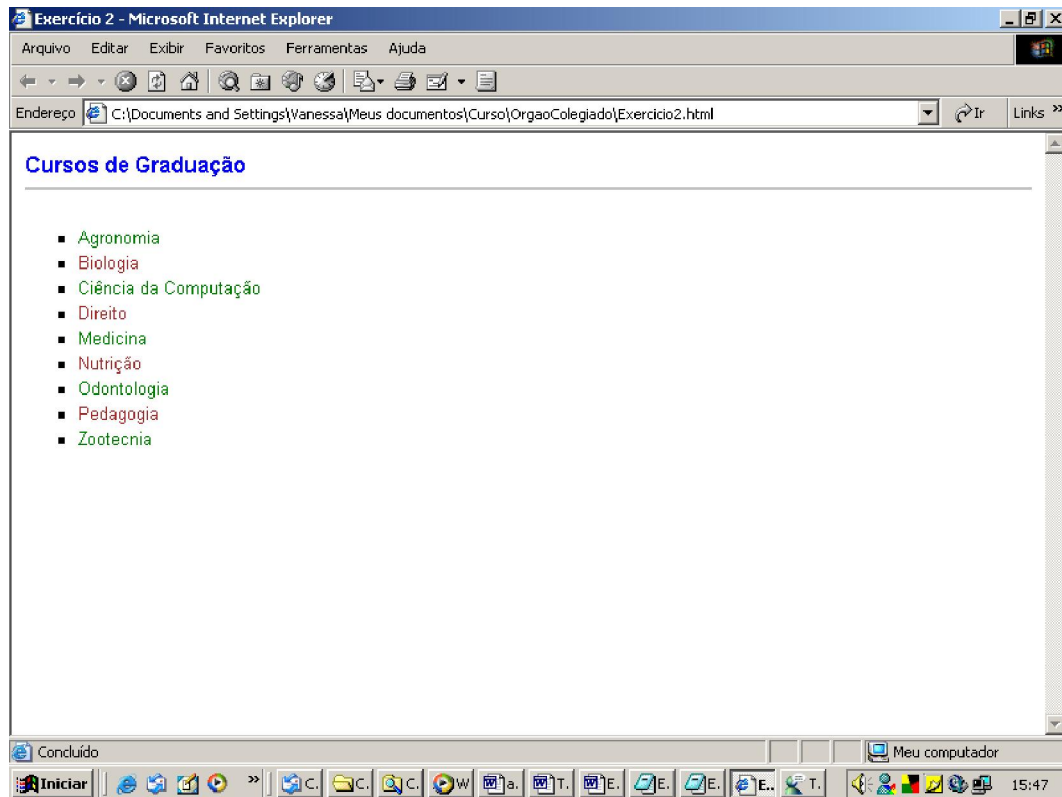 Exercício 2 - Microsoft Internet Explorer
Arquivo Editar Exibir Favoritos Ferramentas Ajuda
Endereço C:\Documents and Settings\Vanessa\Meus documentos\Curso\OrgaoColegiado\Exercicio2.html Ir Links »
Cursos de Graduação
Agronomia
Biologia
Ciência da Computação
Direito
Medicina
Nutrição
Odontologia
Pedagogia
Zootecnia
Concluído Meu computador
Iniciar » C. C. C. W a. T. E. E. E. E.. T. 15:47